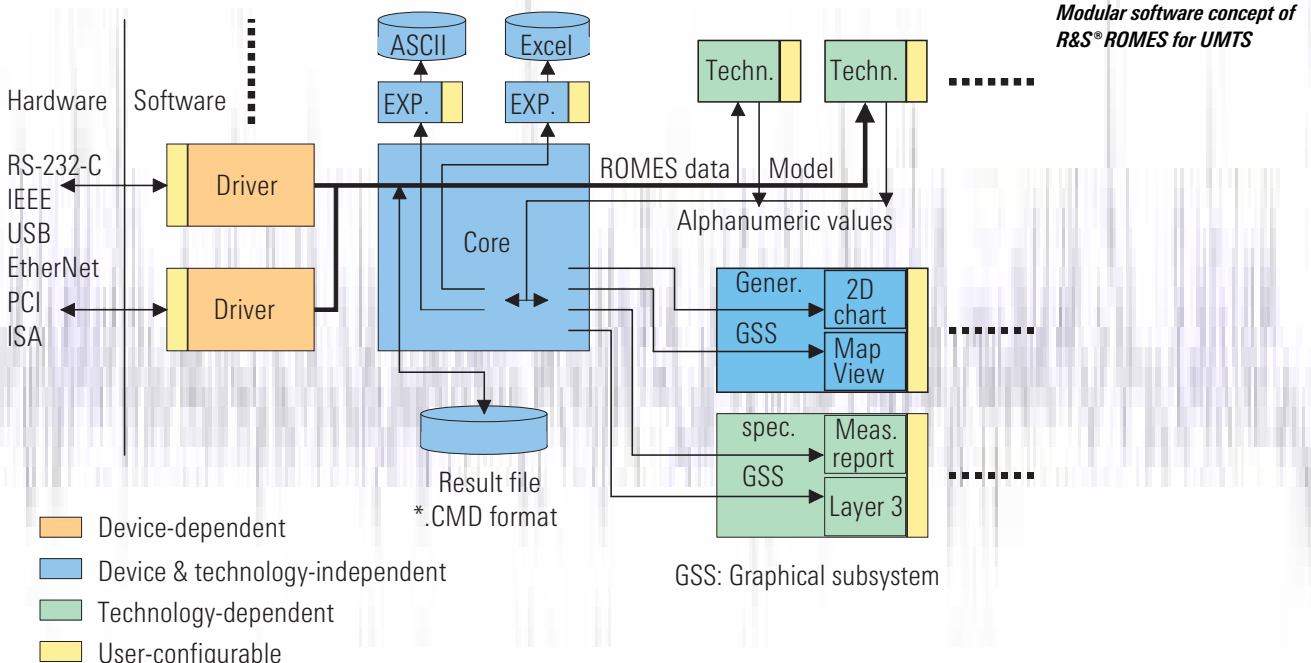 Modular software concept of
R&S® ROMES for UMTS
ASCII
Excel
Techn.
Techn.
Hardware
Software
EXP.
EXP.
RS-232-C
IEEE
USB
EtherNet
PCI
ISA
Driver
Driver
ROMES data
Model
Alphanumeric values
Core
Gener.
GSS
2D
chart
Map
View
spec.
GSS
Meas.
report
Layer 3
Result file
*.CMD format
GSS: Graphical subsystem
Device-dependent
Device & technology-independent
Technology-dependent
User-configurable